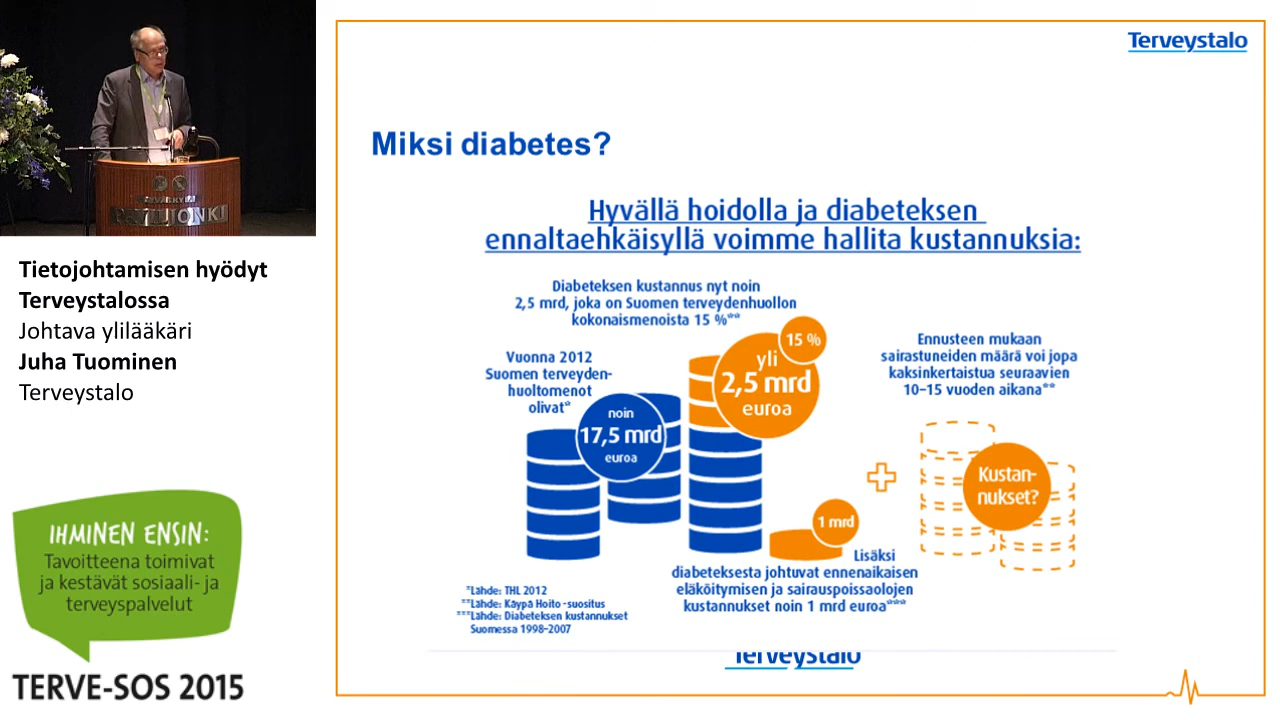 Terveystalo
Miksi diabetes?
Hyvällä hoidolla ja diabeteksen
ennaltaehkäisyllä voimme hallita kustannuksia:
Diabeteksen kustannus nyt noin
2,5 mrd, joka on Suomen terveydenhuollon
kokonaismenoista 15 %**
Vuonna 2012
Suomen terveyden-
huoltomenot
olivat*
noin
17,5 mrd
euroa
15 %
yli
2,5 mrd
euroa
Ennusteen mukaan
sairastuneiden määrä voi jopa
kaksinkertaistua seuraavien
10–15 vuoden aikana**
Kustan-
nukset?
1 mrd
Lisäksi
diabeteksesta johtuvat ennenaikaisen
eläköitymisen ja sairauspoissaolojen
kustannukset noin 1 mrd euroa***
*Lähde: THL 2012
**Lähde: Käypä Hoito -suositus
***Lähde: Diabeteksen kustannukset
Suomessa 1998–2007
Terveystalo
PAVILJONKI
Tietojohtamisen hyödyt
Terveystalossa
Johtava ylilääkäri
Juha Tuominen
Terveystalo
IHMINEN ENSIN:
Tavoitteena toimivat
ja kestävät sosiaali- ja
terveyspalvelut
TERVE-SOS 2015